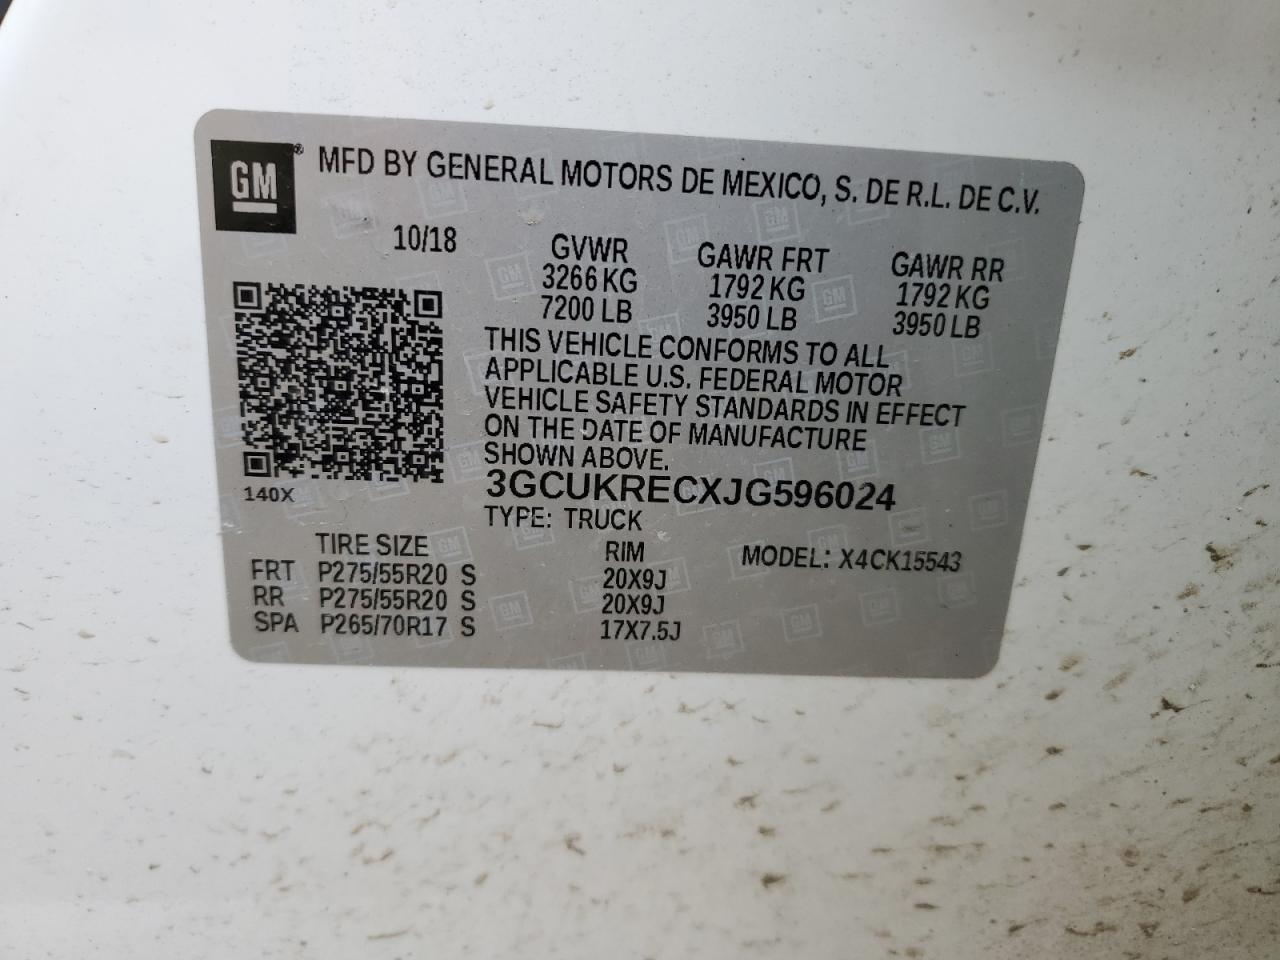 GM® MFD BY GENERAL MOTORS DE MEXICO, S. DE R.L. DE C.V.
10/18 GVWR GAWR FRT GAWR RR
3266 KG 1792 KG 1792 KG
7200 LB 3950 LB 3950 LB
THIS VEHICLE CONFORMS TO ALL
APPLICABLE U.S. FEDERAL MOTOR
VEHICLE SAFETY STANDARDS IN EFFECT
ON THE DATE OF MANUFACTURE
SHOWN ABOVE.
140X 3GCUKRECXJG596024
TYPE: TRUCK
TIRE SIZE RIM MODEL: X4CK15543
FRT P275/55R20 S 20X9J
RR P275/55R20 S 20X9J
SPA P265/70R17 S 17X7.5J